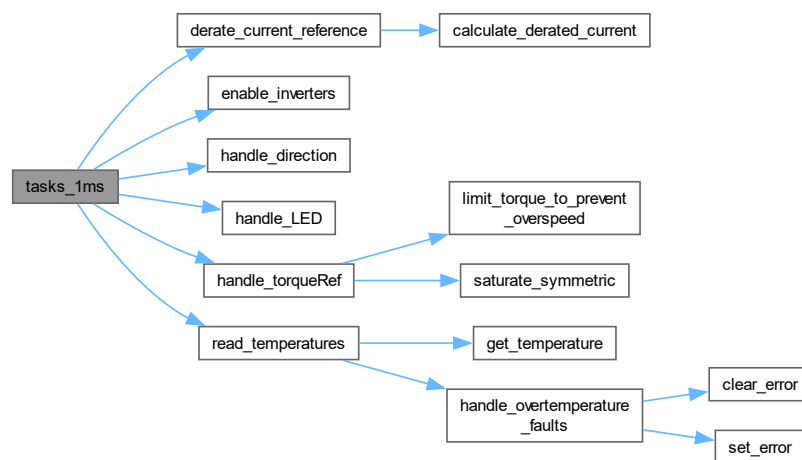 derate_current_reference
calculate_derated_current
enable_inverters
handle_direction
tasks_1ms
handle_LED
limit_torque_to_prevent
_overspeed
handle_torqueRef
saturate_symmetric
read_temperatures
get_temperature
handle_overtemperature
_faults
clear_error
set_error